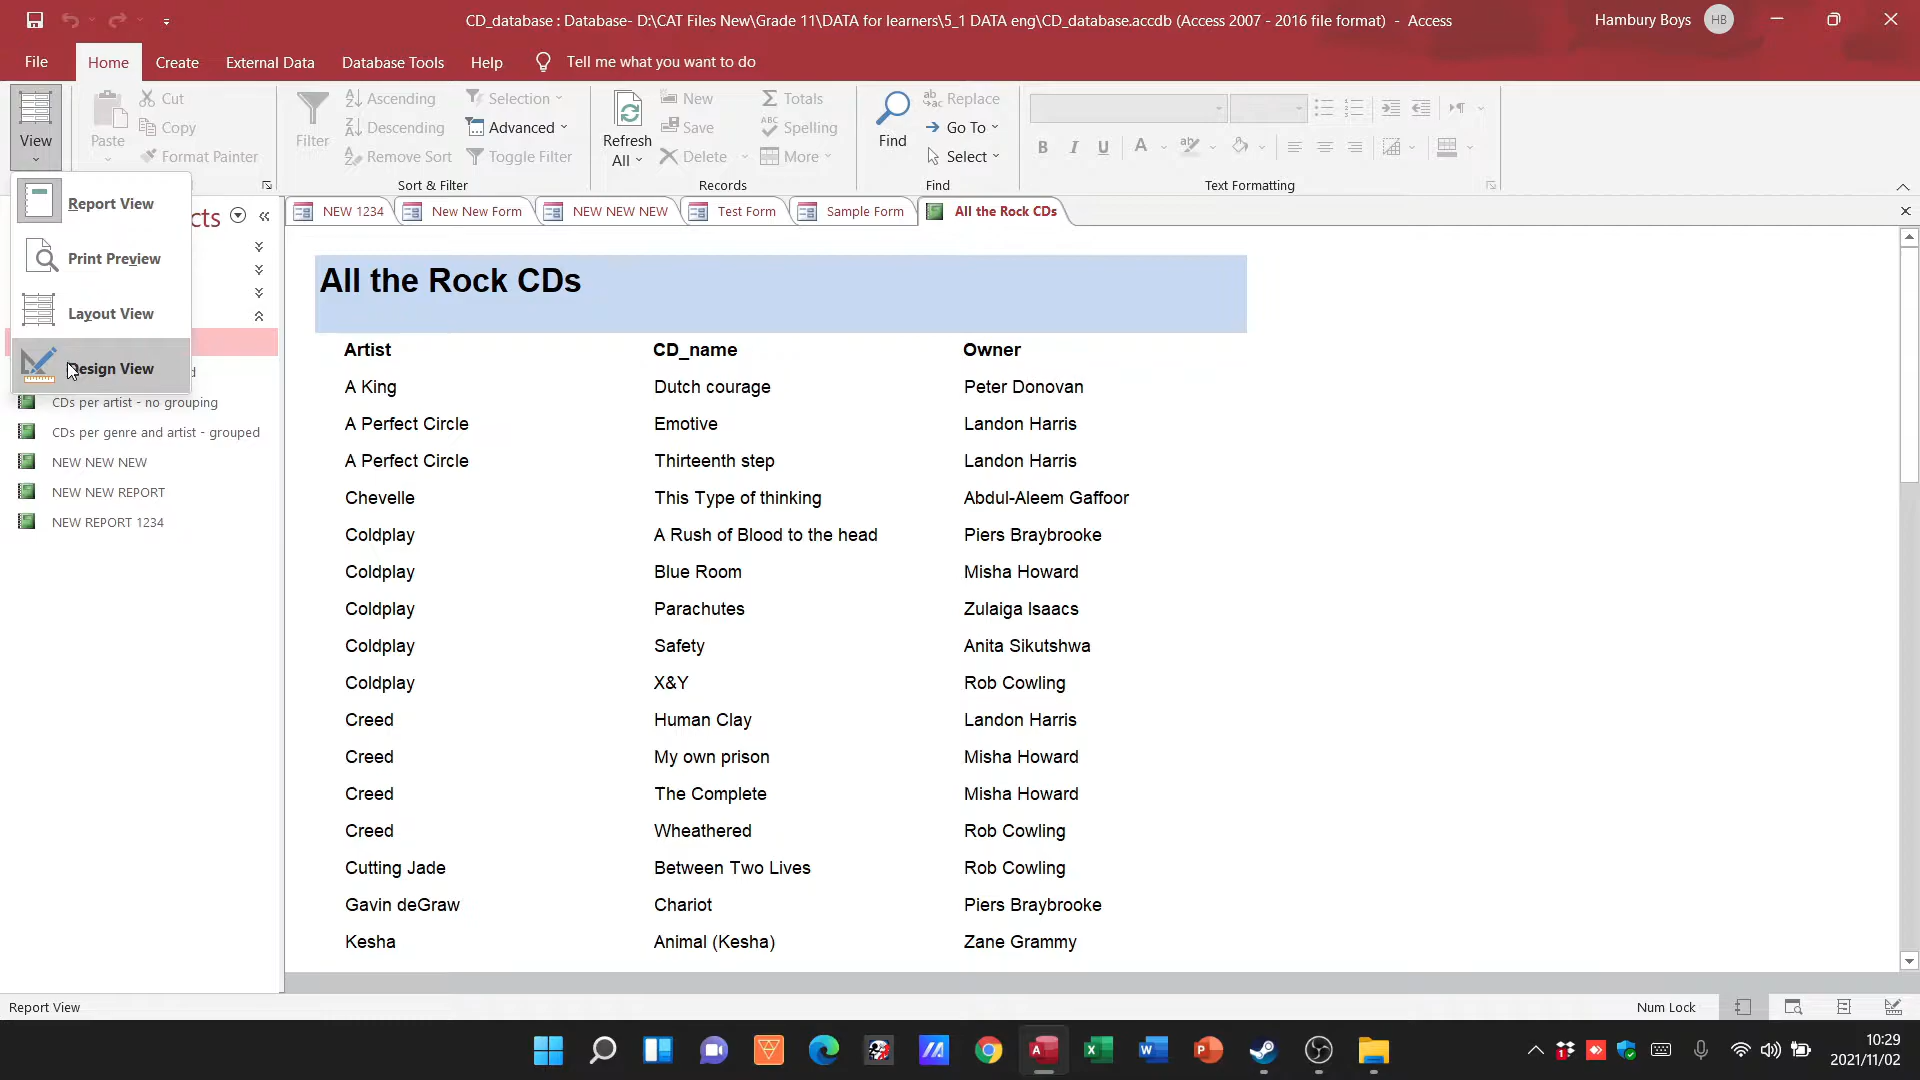 CD_database : Database- D:\CAT Files New\Grade 11\DATA for learners\5_1 DATA eng\CD_database.accdb (Access 2007 - 2016 file format) - Access
Hambury Boys HB
File Home Create External Data Database Tools Help Tell me what you want to do
View
Paste
Cut
Copy
Format Painter
Filter
Ascending
Descending
Remove Sort
Selection
Advanced
Toggle Filter
Sort & Filter
Refresh
All
New
Save
Delete
Totals
Spelling
More
Records
Find
Replace
Go To
Select
Find
B I U A
Text Formatting
Report View
Print Preview
Layout View
Design View
cts
d
CDs per artist - no grouping
CDs per genre and artist - grouped
NEW NEW NEW
NEW NEW REPORT
NEW REPORT 1234
NEW 1234 New New Form NEW NEW NEW Test Form Sample Form All the Rock CDs
All the Rock CDs
Artist CD_name Owner
A King Dutch courage Peter Donovan
A Perfect Circle Emotive Landon Harris
A Perfect Circle Thirteenth step Landon Harris
Chevelle This Type of thinking Abdul-Aleem Gaffoor
Coldplay A Rush of Blood to the head Piers Braybrooke
Coldplay Blue Room Misha Howard
Coldplay Parachutes Zulaiga Isaacs
Coldplay Safety Anita Sikutshwa
Coldplay X&Y Rob Cowling
Creed Human Clay Landon Harris
Creed My own prison Misha Howard
Creed The Complete Misha Howard
Creed Wheathered Rob Cowling
Cutting Jade Between Two Lives Rob Cowling
Gavin deGraw Chariot Piers Braybrooke
Kesha Animal (Kesha) Zane Grammy
Report View
Num Lock
10:29
2021/11/02